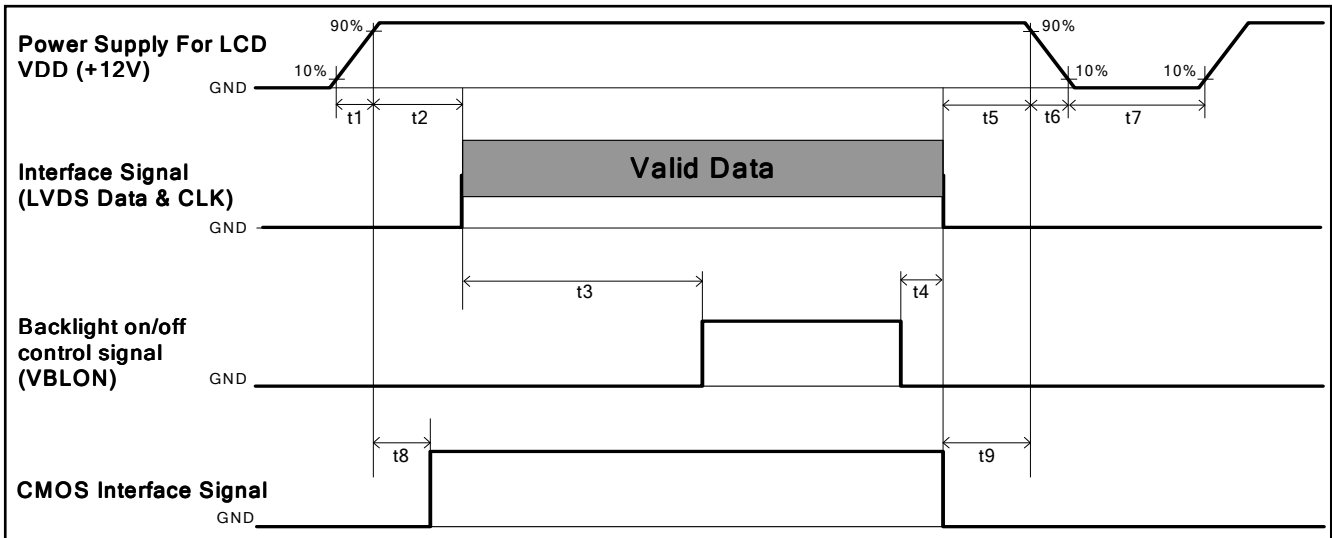 90%
90%
Power Supply For LCD
VDD (+12V)
10%
10%
10%
GND
t1
t2
t5
t6
t7
Valid Data
Interface Signal
(LVDS Data & CLK)
GND
t3
t4
Backlight on/off
control signal
(VBLON)
GND
t8
t9
CMOS Interface Signal
GND